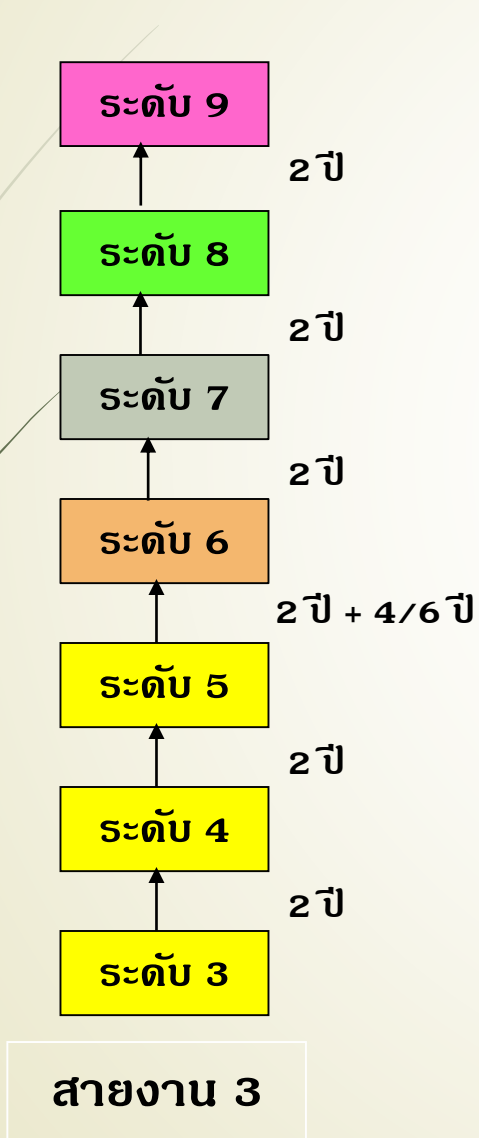 ระดับ 9
2 ปี
ระดับ 8
2 ปี
ระดับ 7
2 ปี
ระดับ 6
2 ปี + 4/6 ปี
ระดับ 5
2 ปี
ระดับ 4
2 ปี
ระดับ 3
สายงาน 3